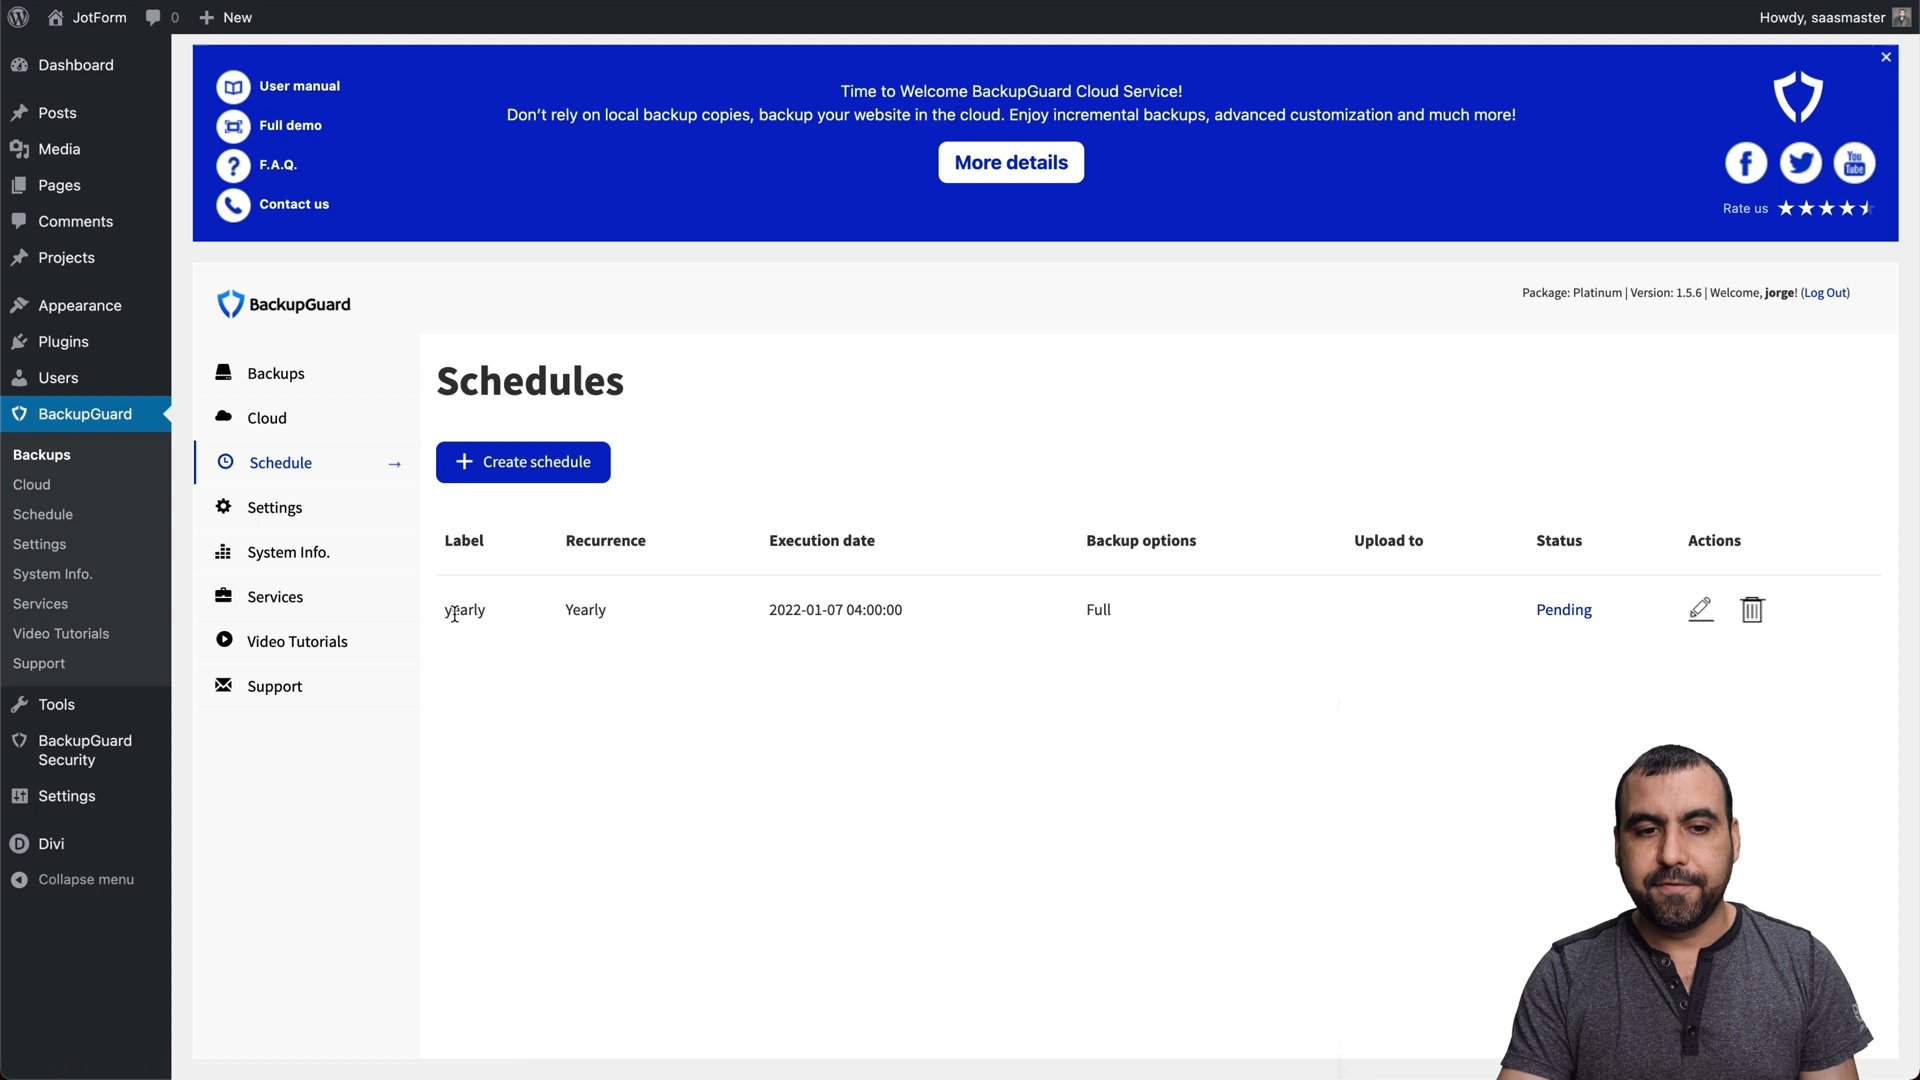 JotForm
0
New
Howdy, saasmaster
Dashboard
Posts
Media
Pages
Comments
Projects
Appearance
Plugins
Users
BackupGuard
Backups
Cloud
Schedule
Settings
System Info.
Services
Video Tutorials
Support
Tools
BackupGuard
Security
Settings
Divi
Collapse menu
User manual
Full demo
F.A.Q.
Contact us
Time to Welcome BackupGuard Cloud Service!
Don't rely on local backup copies, backup your website in the cloud. Enjoy incremental backups, advanced customization and much more!
More details
You
Tube
Rate us
BackupGuard
Package: Platinum | Version: 1.5.6 | Welcome, jorge! (Log Out)
Backups
Cloud
Schedule →
Settings
System Info.
Services
Video Tutorials
Support
Schedules
+ Create schedule
Label Recurrence Execution date Backup options Upload to Status Actions
yearly Yearly 2022-01-07 04:00:00 Full Pending